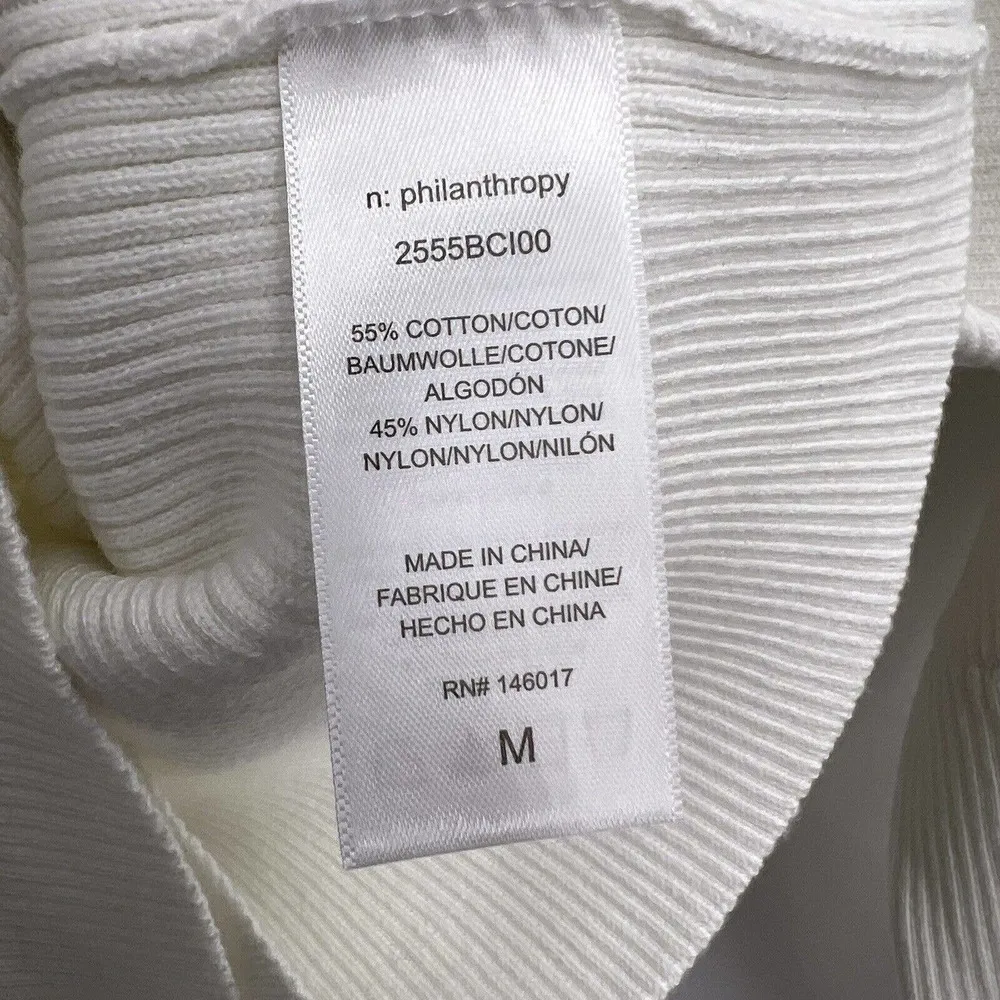 n: philanthropy
2555BCI00
55% COTTON/COTON/
BAUMWOLLE/COTONE/
ALGODÓN
45% NYLON/NYLON/
NYLON/NYLON/NILÓN
MADE IN CHINA/
FABRIQUE EN CHINE/
HECHO EN CHINA
RN# 146017
M